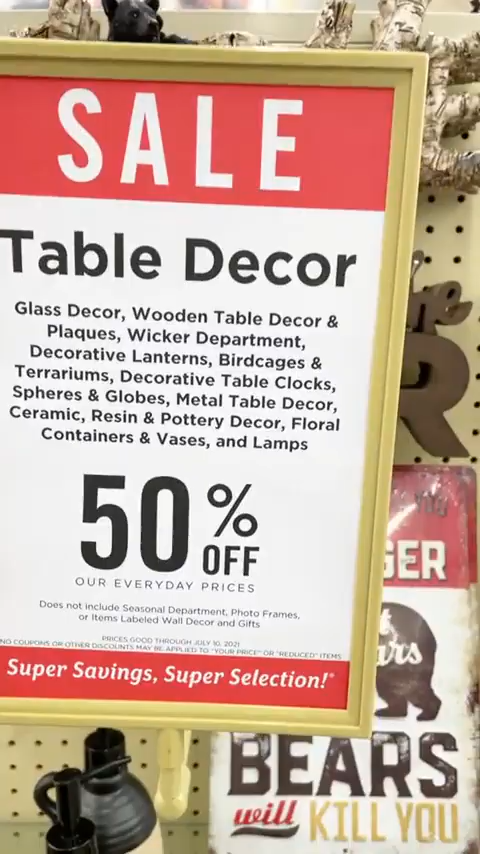 SALE
Table Decor
Glass Decor, Wooden Table Decor &
Plaques, Wicker Department,
Decorative Lanterns, Birdcages &
Terrariums, Decorative Table Clocks,
Spheres & Globes, Metal Table Decor,
Ceramic, Resin & Pottery Decor, Floral
Containers & Vases, and Lamps
50% OFF
OUR EVERYDAY PRICES
Does not include Seasonal Department, Photo Frames,
or Items Labeled Wall Decor and Gifts
PRICES GOOD THROUGH JULY 10, 2021
NO COUPONS OR OTHER DISCOUNTS MAY BE APPLIED TO "YOUR PRICE" OR "REDUCED" ITEMS
Super Savings, Super Selection!®
YOU
GER
BEARS
will KILL YOU